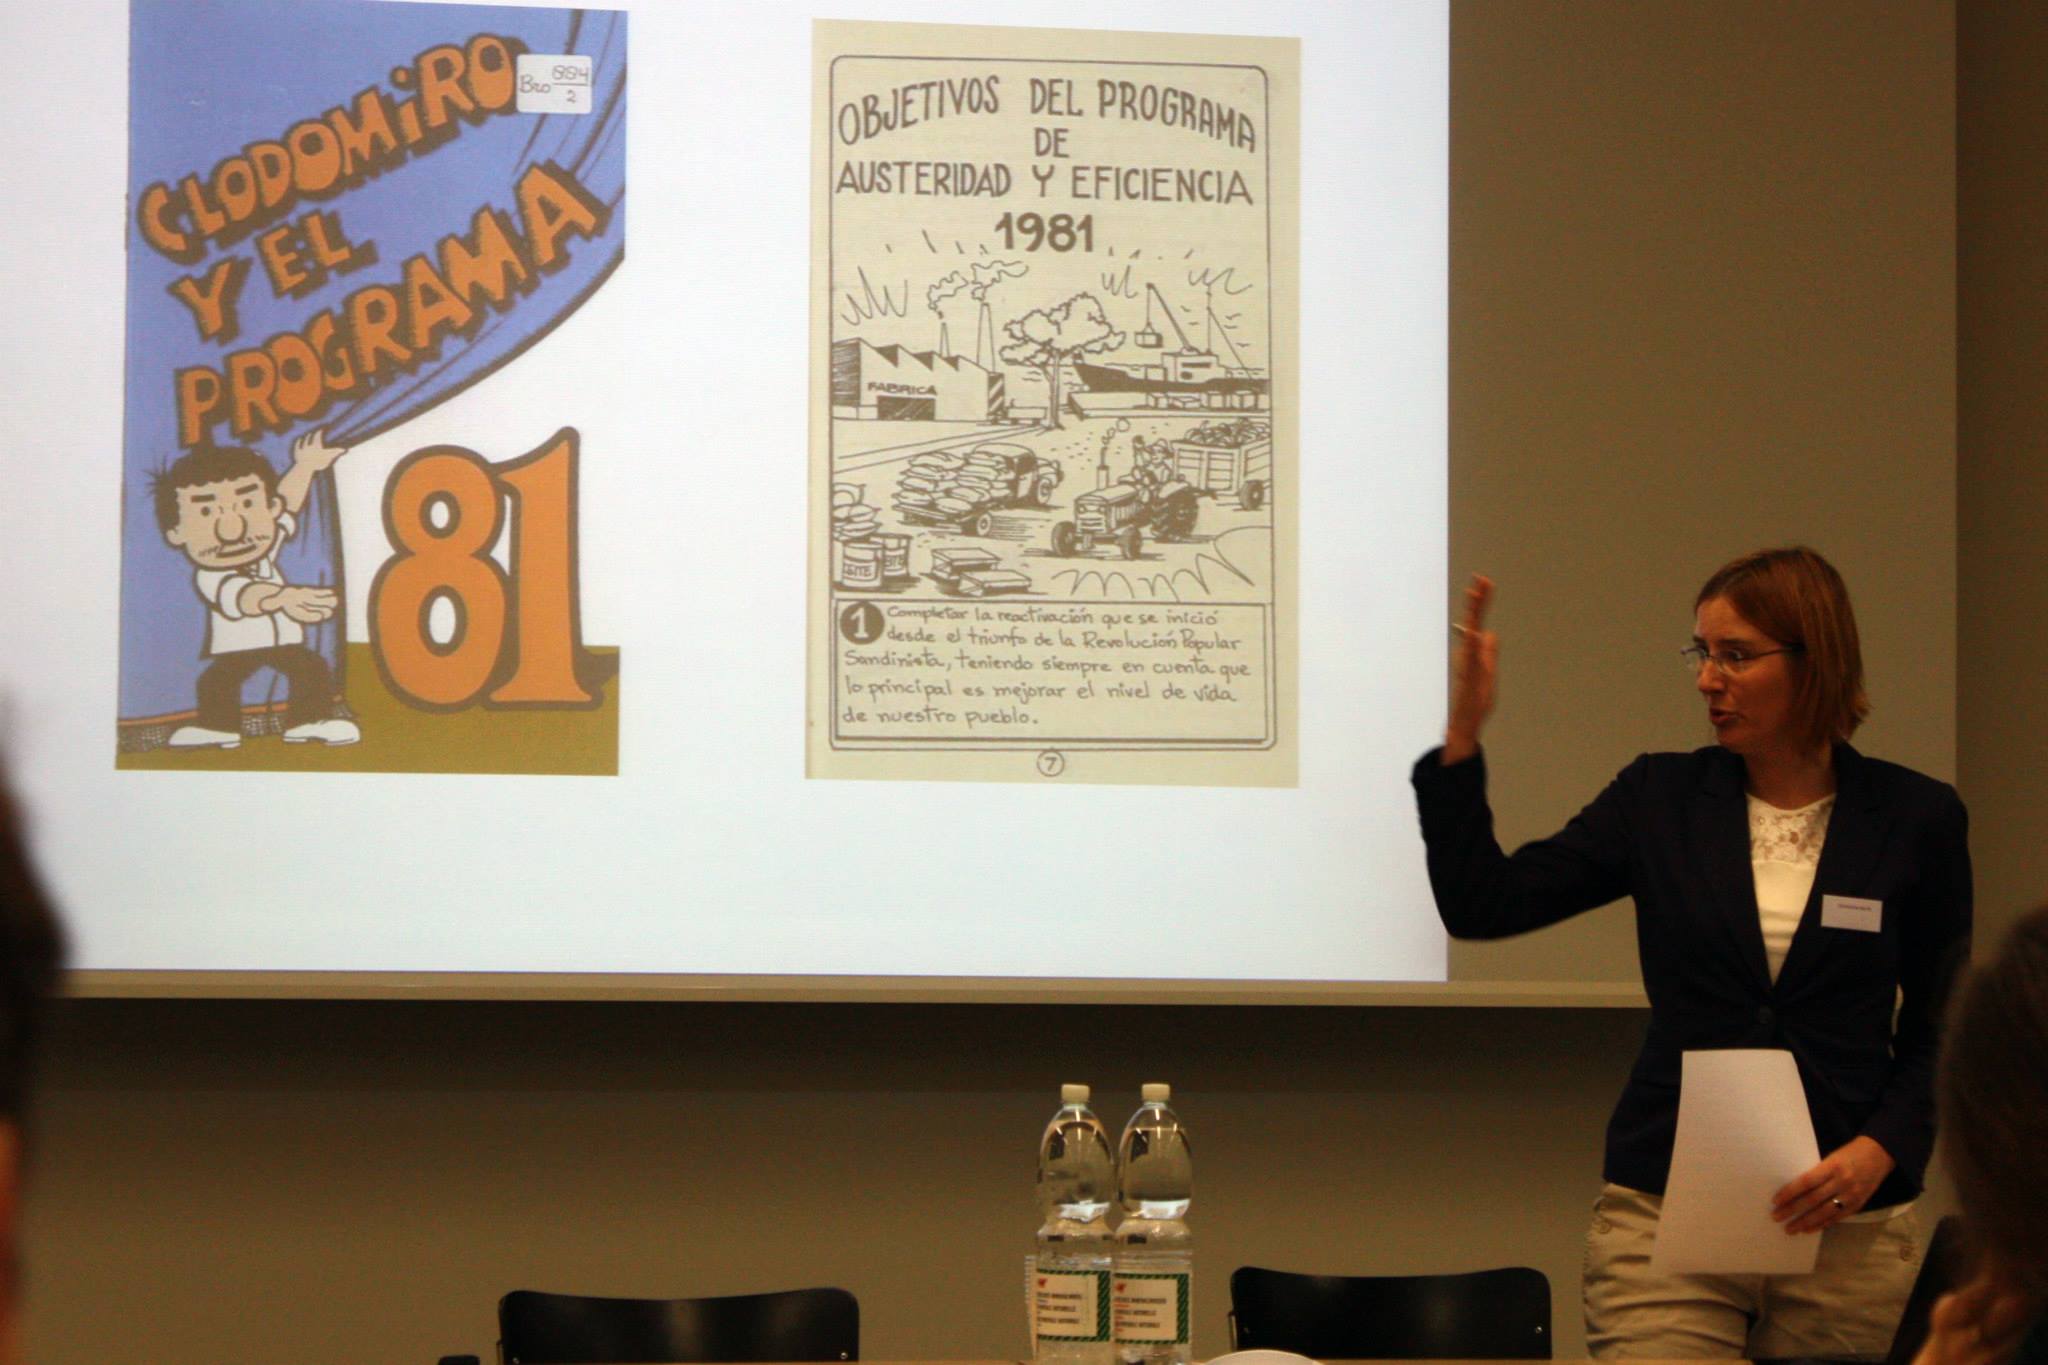 CLODOMiRO
Y EL
PROGRAMA
81
Bro 884
2
OBJETIVOS DEL PROGRAMA
DE
AUSTERIDAD Y EFICIENCIA
1981
FABRICA
1 Completar la reactivación que se inició
desde el triunfo de la Revolución Popular
Sandinista, teniendo siempre en cuenta que
lo principal es mejorar el nivel de vida
de nuestro pueblo.
7